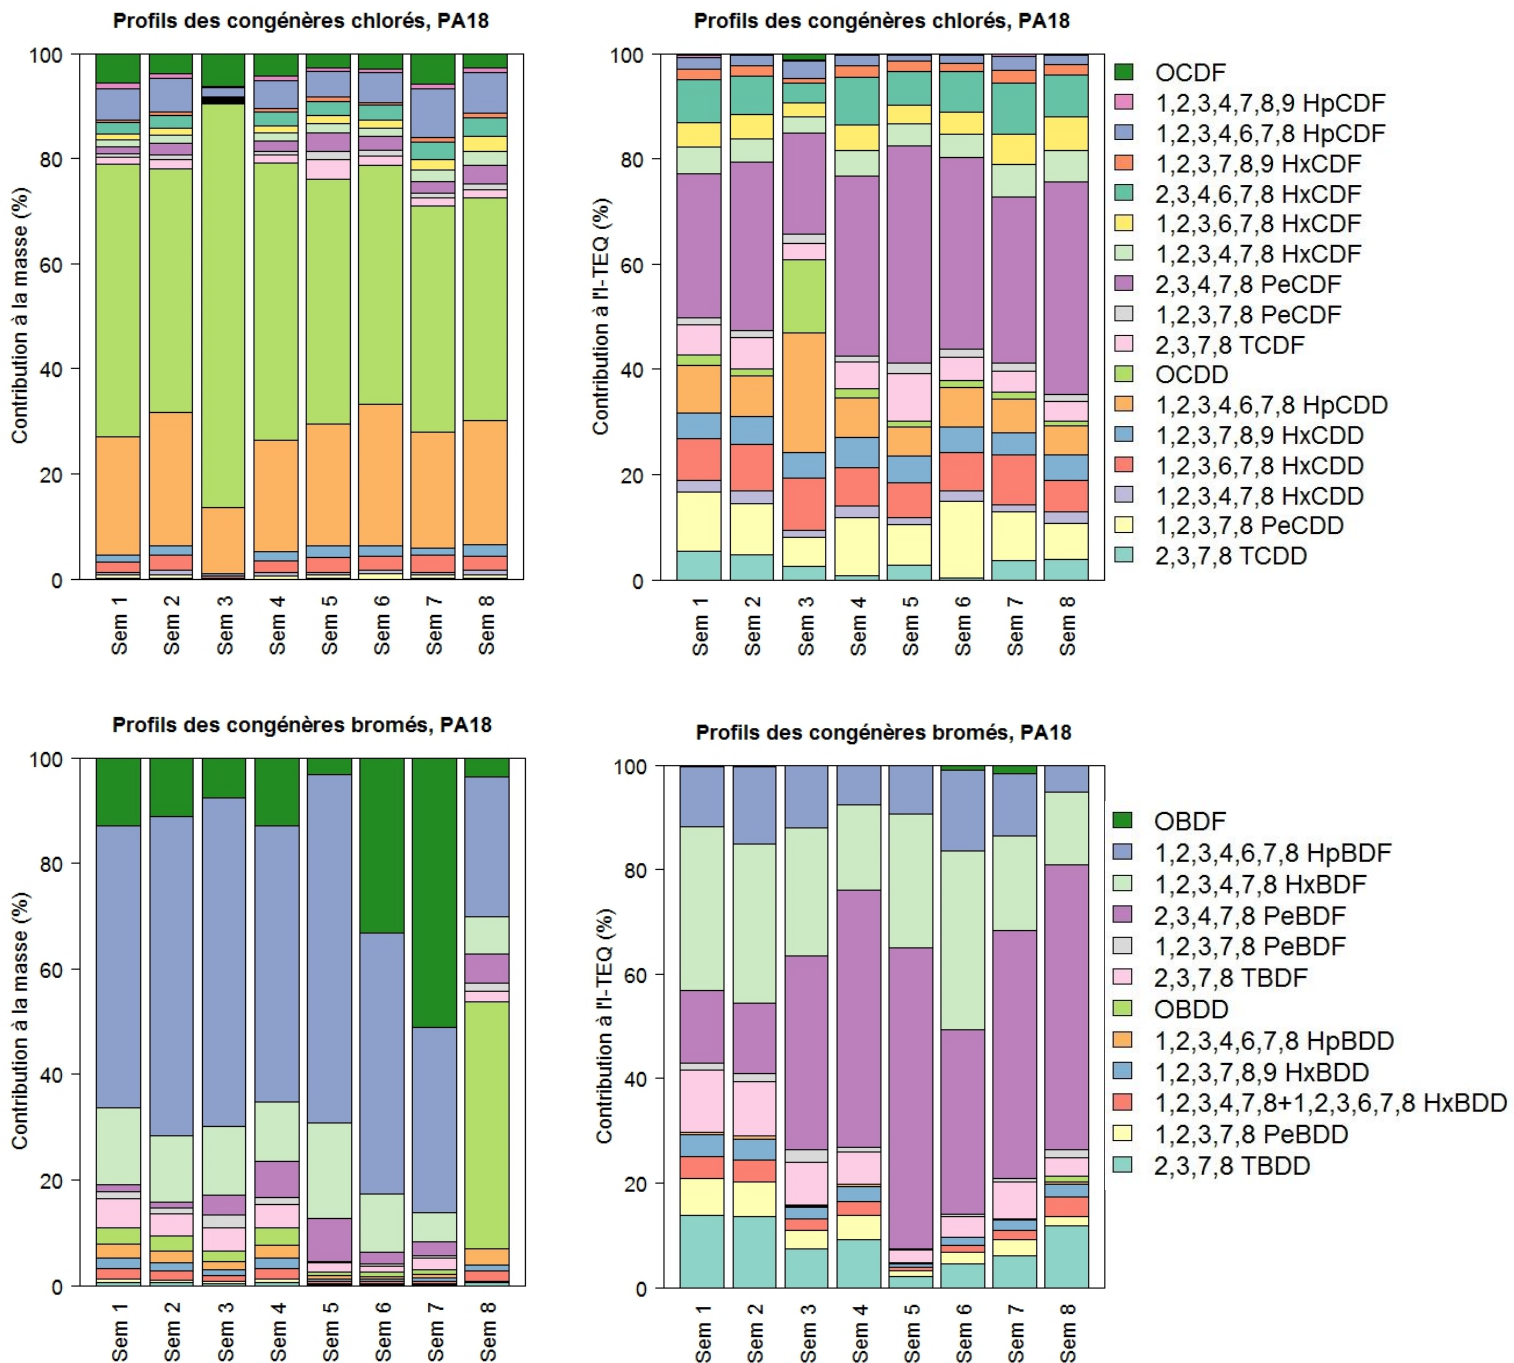 Profils des congénères chlorés, PA18
Contribution à la masse (%)
100
80
60
40
20
0
Sem 1
Sem 2
Sem 3
Sem 4
Sem 5
Sem 6
Sem 7
Sem 8
Profils des congénères chlorés, PA18
Contribution à l'I-TEQ (%)
100
80
60
40
20
0
Sem 1
Sem 2
Sem 3
Sem 4
Sem 5
Sem 6
Sem 7
Sem 8
OCDF
1,2,3,4,7,8,9 HpCDF
1,2,3,4,6,7,8 HpCDF
1,2,3,7,8,9 HxCDF
2,3,4,6,7,8 HxCDF
1,2,3,6,7,8 HxCDF
1,2,3,4,7,8 HxCDF
2,3,4,7,8 PeCDF
1,2,3,7,8 PeCDF
2,3,7,8 TCDF
OCDD
1,2,3,4,6,7,8 HpCDD
1,2,3,7,8,9 HxCDD
1,2,3,6,7,8 HxCDD
1,2,3,4,7,8 HxCDD
1,2,3,7,8 PeCDD
2,3,7,8 TCDD
Profils des congénères bromés, PA18
Contribution à la masse (%)
100
80
60
40
20
0
Sem 1
Sem 2
Sem 3
Sem 4
Sem 5
Sem 6
Sem 7
Sem 8
Profils des congénères bromés, PA18
Contribution à l'I-TEQ (%)
100
80
60
40
20
0
Sem 1
Sem 2
Sem 3
Sem 4
Sem 5
Sem 6
Sem 7
Sem 8
OBDF
1,2,3,4,6,7,8 HpBDF
1,2,3,4,7,8 HxBDF
2,3,4,7,8 PeBDF
1,2,3,7,8 PeBDF
2,3,7,8 TBDF
OBDD
1,2,3,4,6,7,8 HpBDD
1,2,3,7,8,9 HxBDD
1,2,3,4,7,8+1,2,3,6,7,8 HxBDD
1,2,3,7,8 PeBDD
2,3,7,8 TBDD